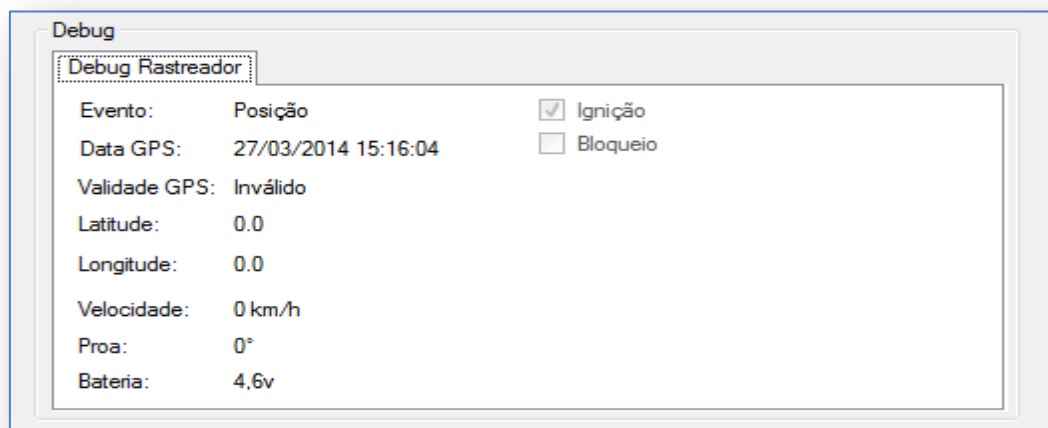 Debug
Debug Rastreador
Evento: Posição Ignição
Data GPS: 27/03/2014 15:16:04 Bloqueio
Validade GPS: Inválido
Latitude: 0.0
Longitude: 0.0
Velocidade: 0 km/h
Proa: 0°
Bateria: 4,6v